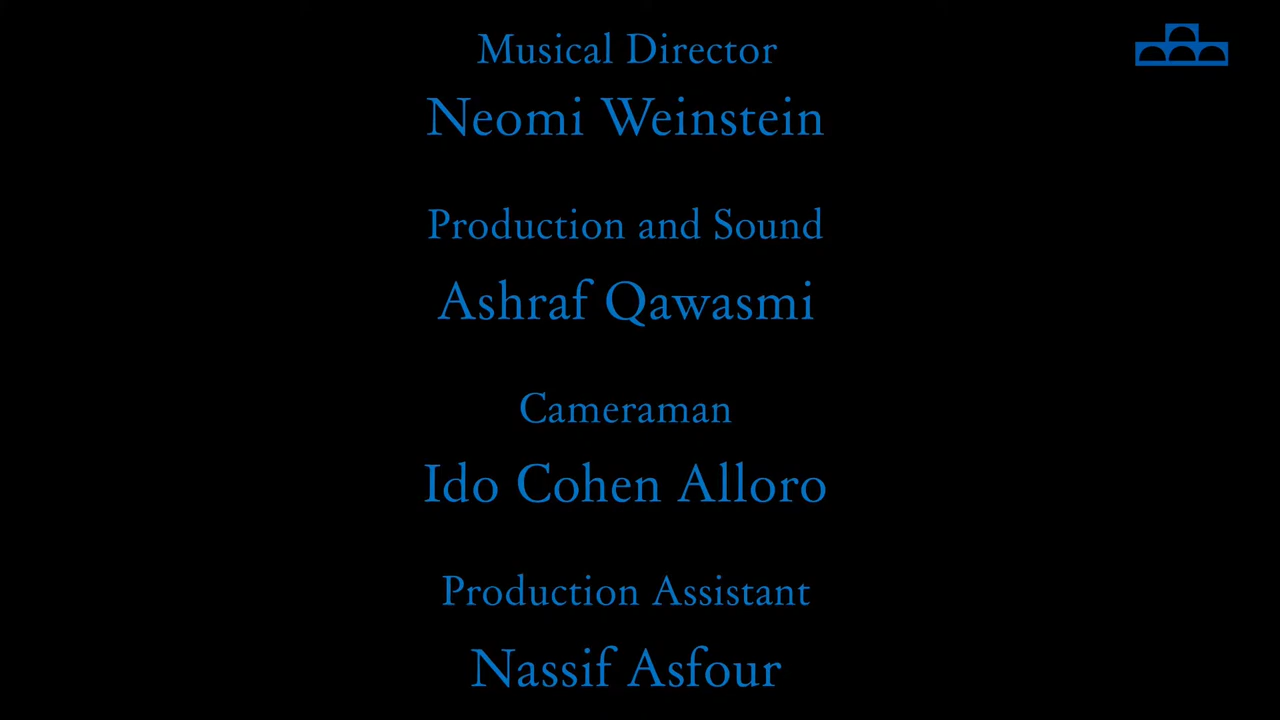 Musical Director
Neomi Weinstein
Production and Sound
Ashraf Qawasmi
Cameraman
Ido Cohen Alloro
Production Assistant
Nassif Asfour